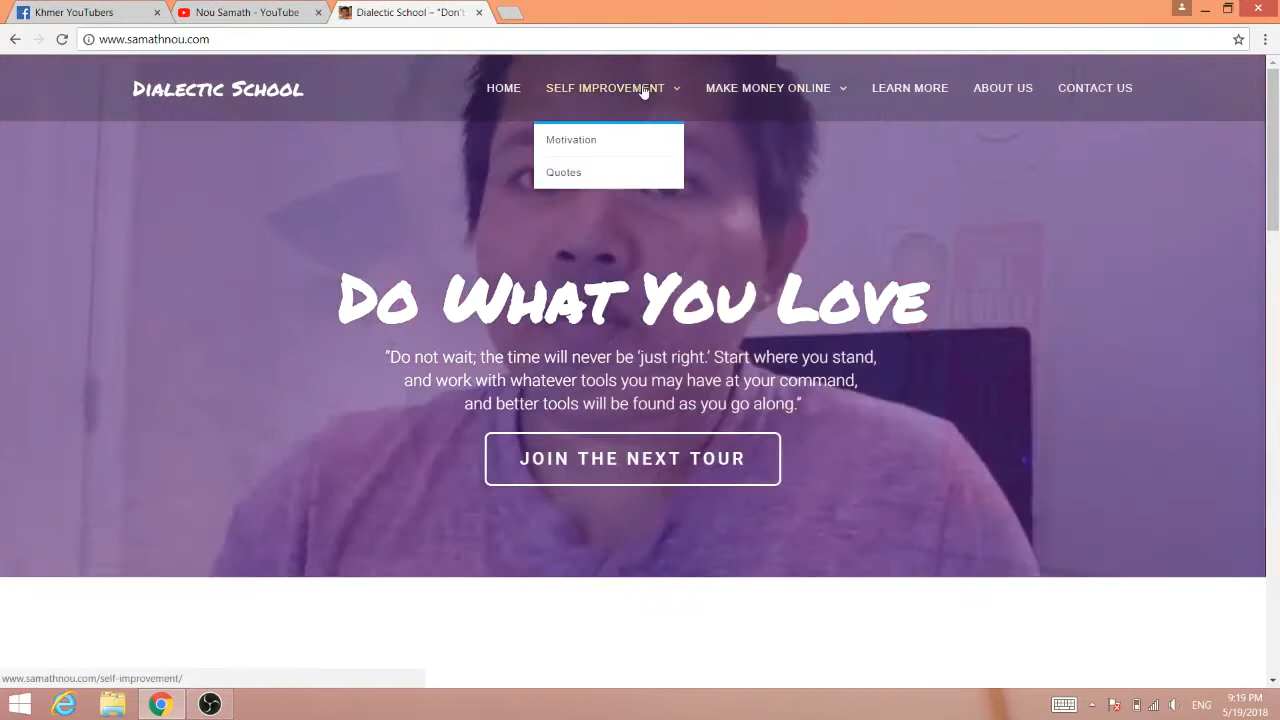 Khmer YouTubers
Nou Samath - YouTube
Dialectic School – "Don't
www.samathnou.com
Dialectic School
HOME
SELF IMPROVEMENT
MAKE MONEY ONLINE
LEARN MORE
ABOUT US
CONTACT US
Motivation
Quotes
Do What You Love
"Do not wait; the time will never be 'just right.' Start where you stand,
and work with whatever tools you may have at your command,
and better tools will be found as you go along."
JOIN THE NEXT TOUR
www.samathnou.com/self-improvement/
ENG
9:19 PM
5/19/2018